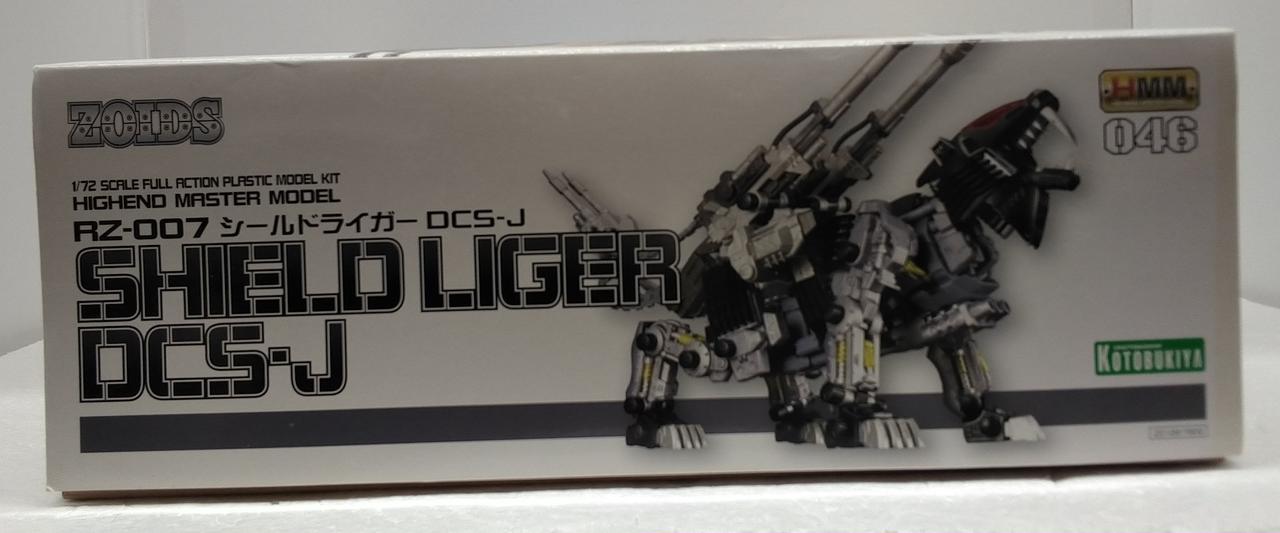 ZOIDS
1/72 SCALE FULL ACTION PLASTIC MODEL KIT
HIGHEND MASTER MODEL
RZ-007 シールドライガー DCS-J
SHIELD LIGER
DCS-J
HMM
046
KOTOBUKIYA